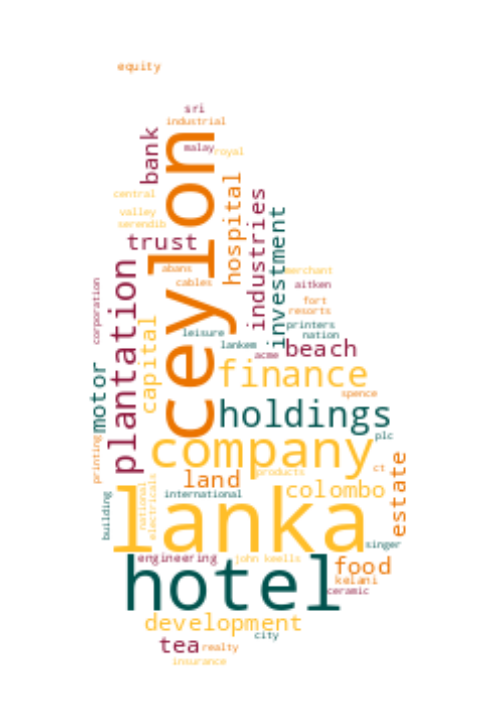 equity
sri
industrial
bank
malay
royal
ceylon
hospital
central
industries
valley
investment
serendib
trust
plantation
abans
merchant
corporation
cables
aitken
fort
resorts
capital
printers
leisure
nation
lankem
beach
acme
motor
finance
spence
holdings
printing
company
plc
ct
estate
land
products
colombo
building
nationals
electricals
international
lanka
singer
hotel
engineering
john keells
food
kelani
ceramic
development
city
tea
realty
insurance